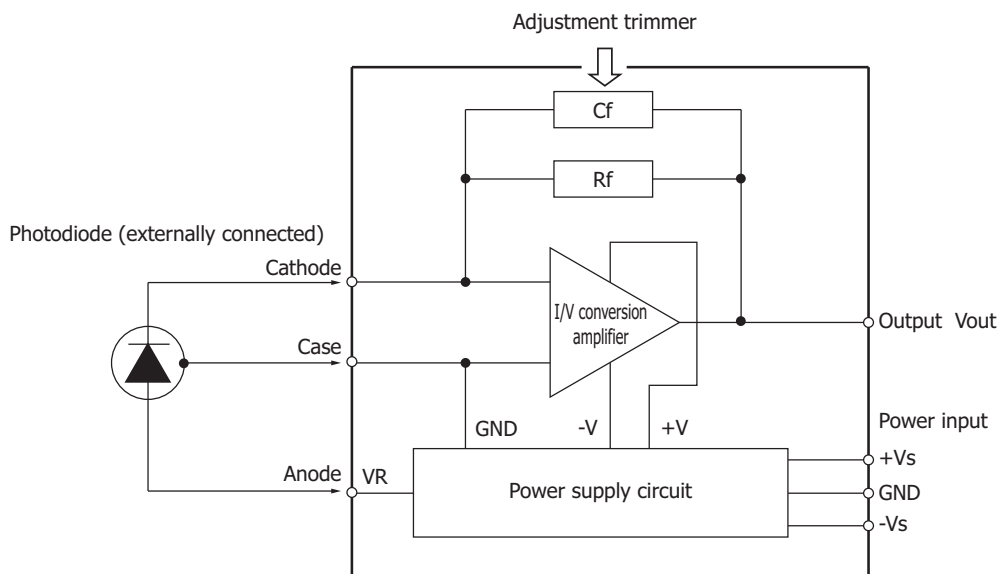 Adjustment trimmer
Cf
Rf
Photodiode (externally connected)
Cathode
I/V conversion
amplifier
Output Vout
Case
GND
-V
+V
Power input
+Vs
Anode
VR
Power supply circuit
GND
-Vs